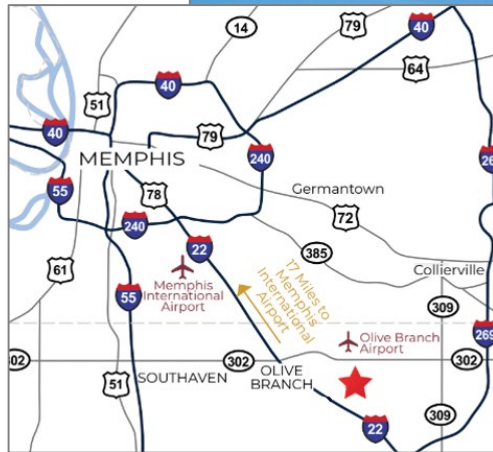 14
79
40
64
51
40
79
40
MEMPHIS
240
26
55
78
Germantown
240
72
22
385
61
Memphis
International
Airport
17 Miles to
Memphis
International
Airport
Collierville
55
309
Olive Branch
Airport
269
302
302
302
OLIVE
BRANCH
51
SOUTHAVEN
309
22